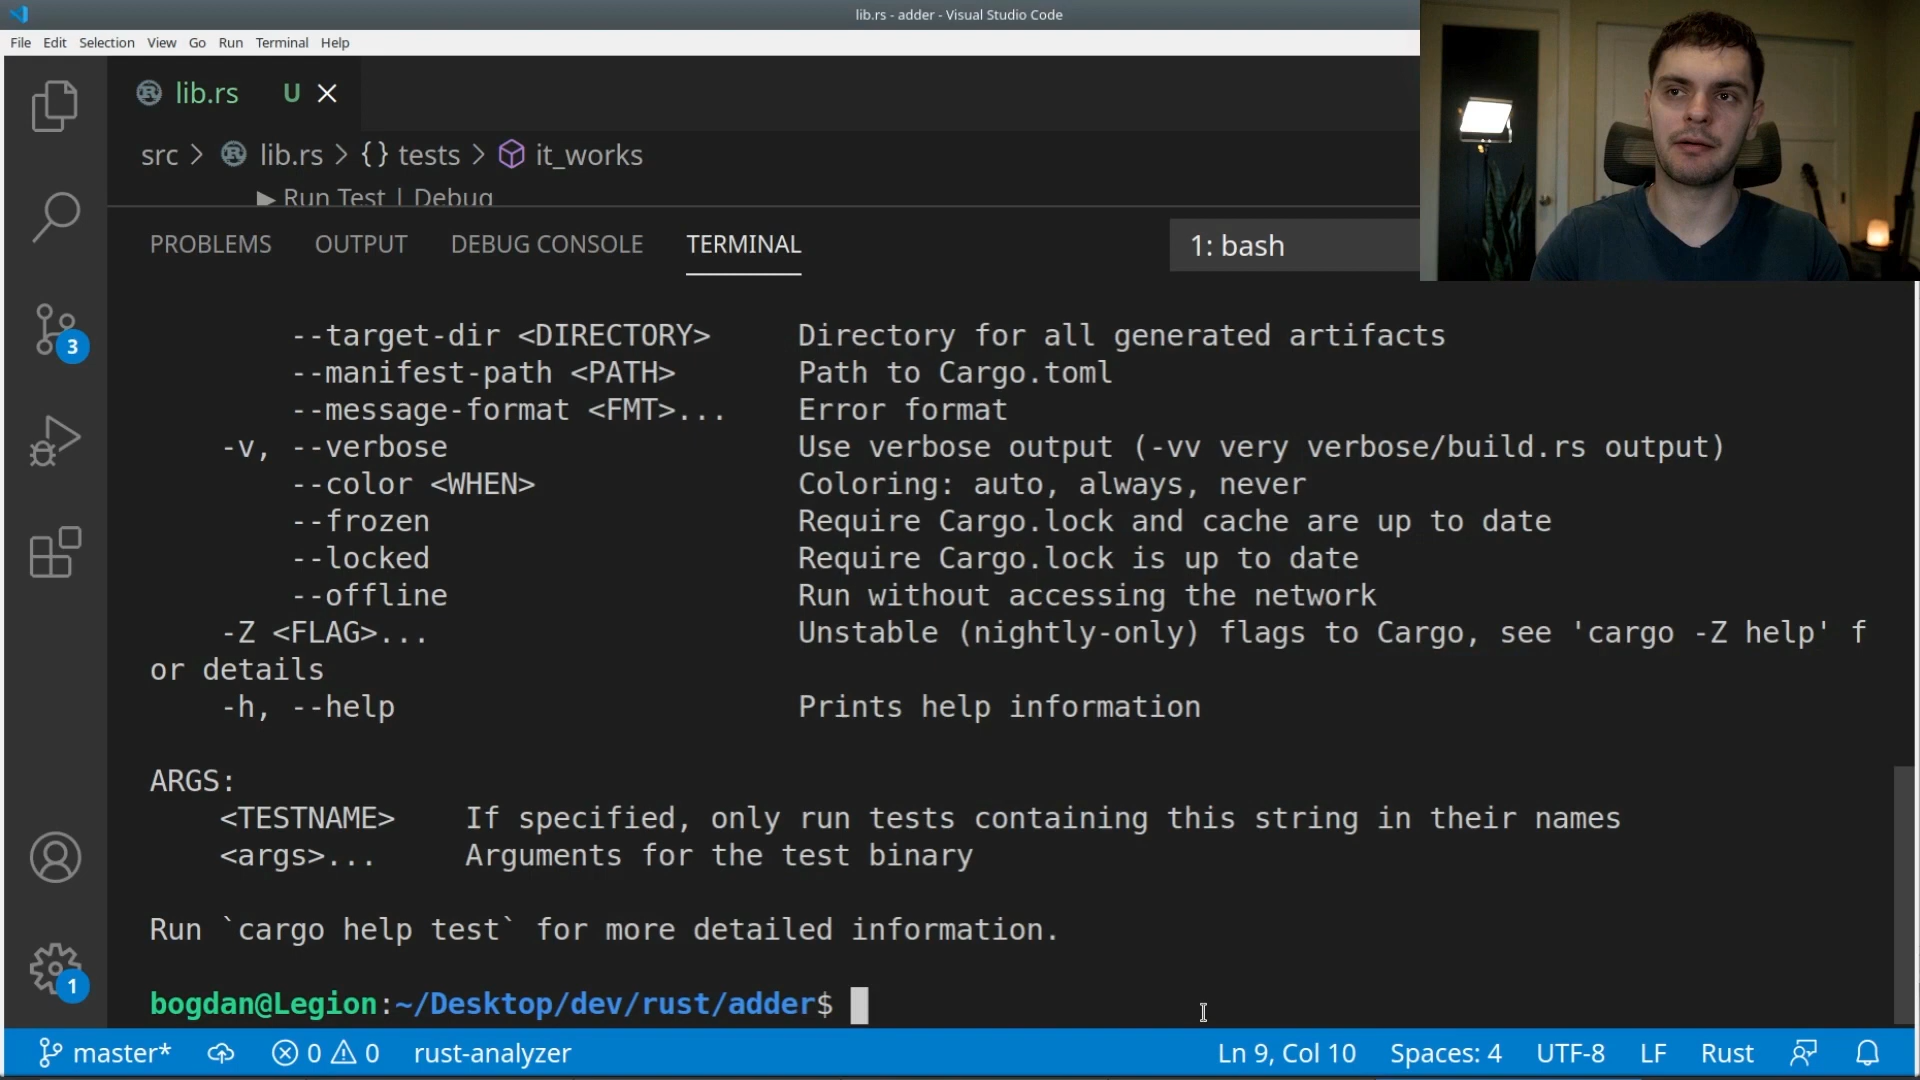 lib.rs - adder - Visual Studio Code
File Edit Selection View Go Run Terminal Help
lib.rs U
src > lib.rs > {} tests > it_works
▶ Run Test | Debug
PROBLEMS OUTPUT DEBUG CONSOLE TERMINAL 1: bash
--target-dir <DIRECTORY> Directory for all generated artifacts
--manifest-path <PATH> Path to Cargo.toml
--message-format <FMT>... Error format
-v, --verbose Use verbose output (-vv very verbose/build.rs output)
--color <WHEN> Coloring: auto, always, never
--frozen Require Cargo.lock and cache are up to date
--locked Require Cargo.lock is up to date
--offline Run without accessing the network
-Z <FLAG>... Unstable (nightly-only) flags to Cargo, see 'cargo -Z help' f
or details
-h, --help Prints help information
ARGS:
<TESTNAME> If specified, only run tests containing this string in their names
<args>... Arguments for the test binary
Run `cargo help test` for more detailed information.
bogdan@Legion:~/Desktop/dev/rust/adder$
3
1
master* 0 0 rust-analyzer Ln 9, Col 10 Spaces: 4 UTF-8 LF Rust